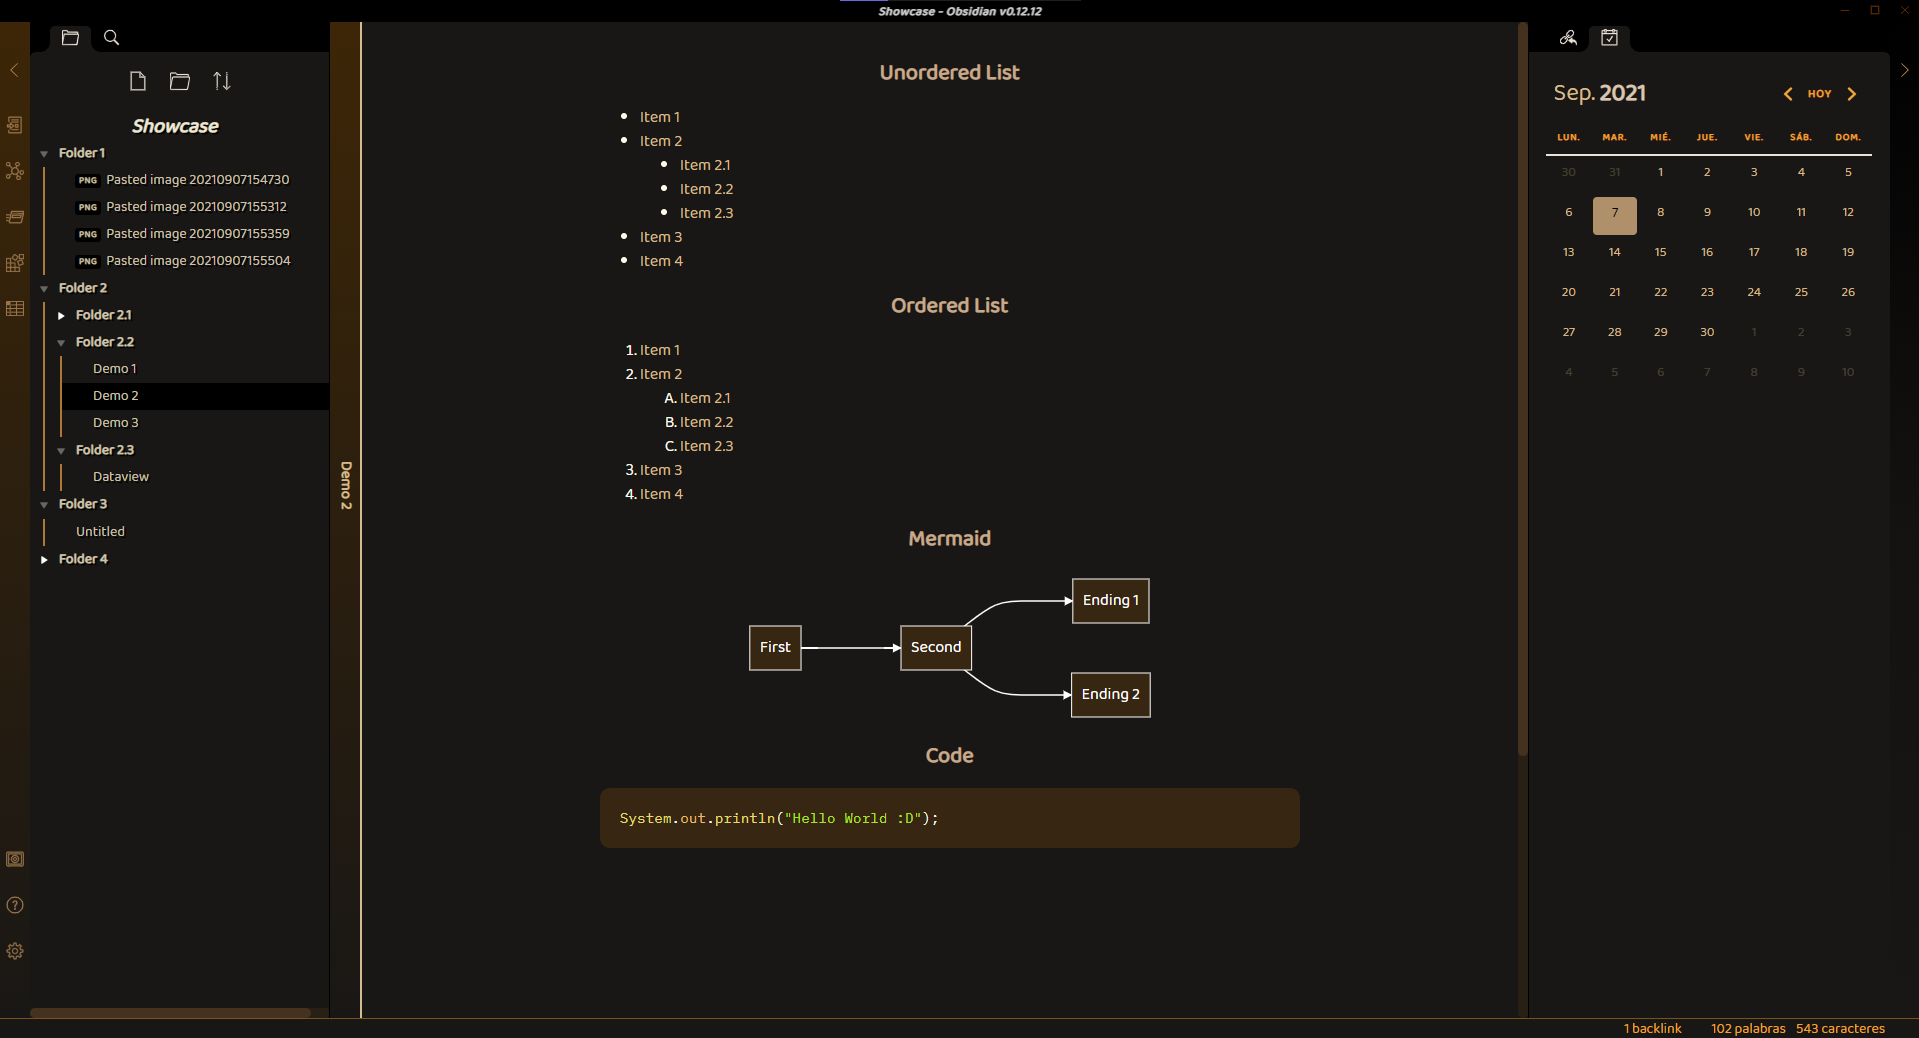 Showcase - Obsidian v0.12.12
Showcase
Folder 1
PNG Pasted image 20210907154730
PNG Pasted image 20210907155312
PNG Pasted image 20210907155359
PNG Pasted image 20210907155504
Folder 2
Folder 2.1
Folder 2.2
Demo 1
Demo 2
Demo 3
Folder 2.3
Dataview
Folder 3
Untitled
Folder 4
Demo 2
Unordered List
• Item 1
• Item 2
• Item 2.1
• Item 2.2
• Item 2.3
• Item 3
• Item 4
Ordered List
1. Item 1
2. Item 2
A. Item 2.1
B. Item 2.2
C. Item 2.3
3. Item 3
4. Item 4
Mermaid
First
Second
Ending 1
Ending 2
Code
System.out.println("Hello World :D");
Sep. 2021
HOY
LUN. MAR. MIÉ. JUE. VIE. SÁB. DOM.
30 31 1 2 3 4 5
6 7 8 9 10 11 12
13 14 15 16 17 18 19
20 21 22 23 24 25 26
27 28 29 30 1 2 3
4 5 6 7 8 9 10
1 backlink 102 palabras 543 caracteres